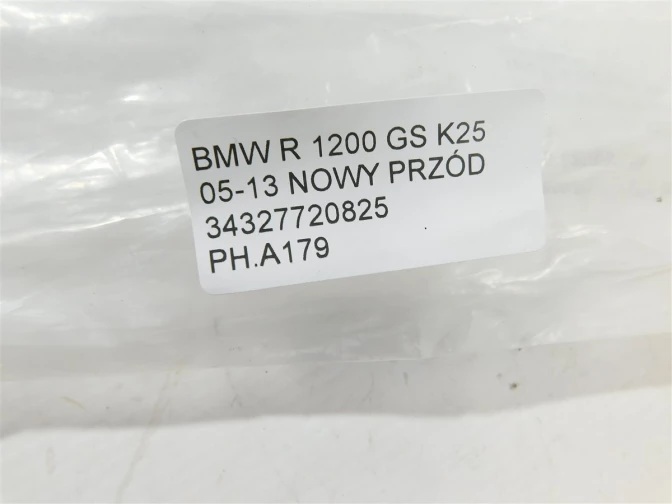 BMW R 1200 GS K25
05-13 NOWY PRZÓD
34327720825
PH.A179